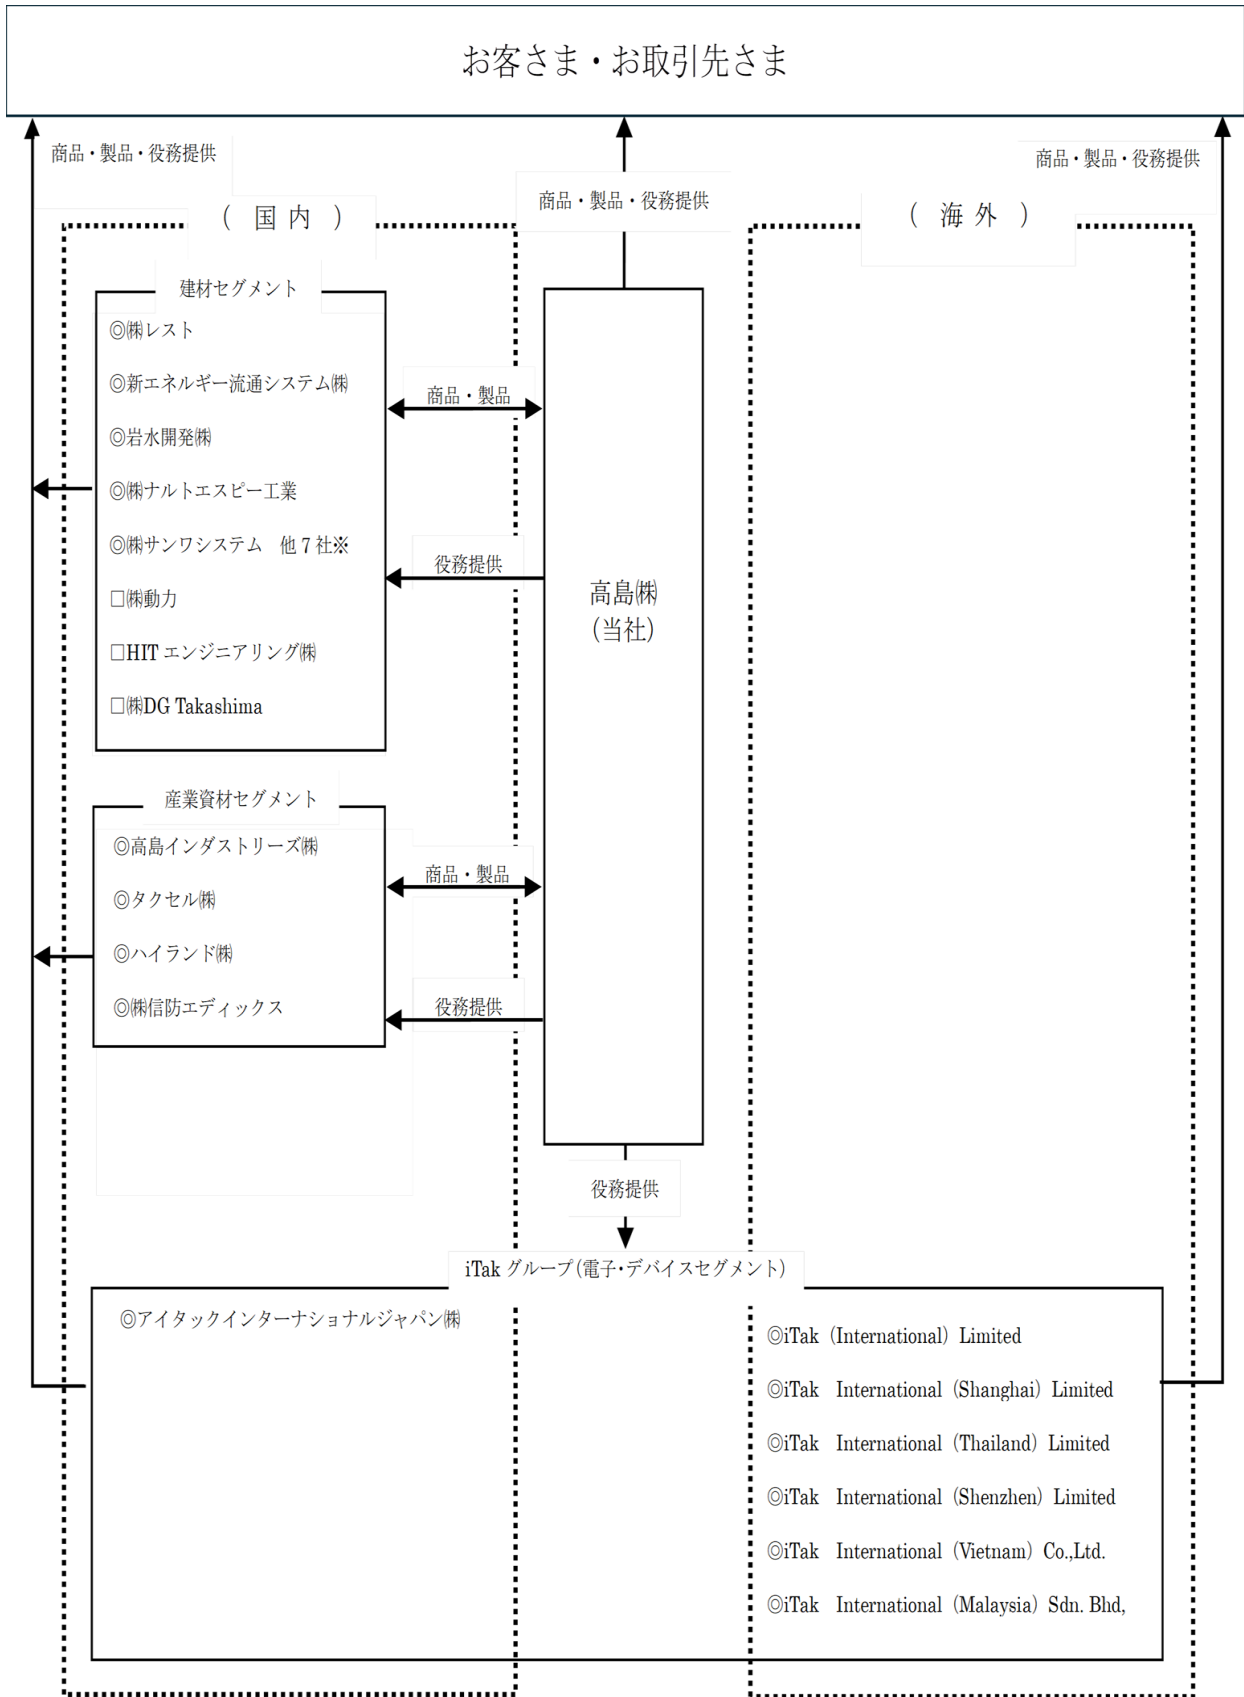 お客さま・お取引先さま
商品・製品・役務提供
商品・製品・役務提供
商品・製品・役務提供
( 国 内 )
( 海 外 )
建材セグメント
◎㈱レスト
◎新エネルギー流通システム㈱
◎岩水開発㈱
◎㈱ナルトエスピー工業
◎㈱サンワシステム　他７社※
□㈱動力
□HIT エンジニアリング㈱
□㈱DG Takashima
商品・製品
役務提供
高島㈱
(当社)
産業資材セグメント
◎高島インダストリーズ㈱
◎タクセル㈱
◎ハイランド㈱
◎㈱信防エディックス
商品・製品
役務提供
役務提供
iTak グループ(電子・デバイスセグメント)
◎アイタックインターナショナルジャパン㈱
◎iTak (International) Limited
◎iTak　International (Shanghai) Limited
◎iTak　International (Thailand) Limited
◎iTak　International (Shenzhen) Limited
◎iTak　International (Vietnam) Co.,Ltd.
◎iTak　International (Malaysia) Sdn. Bhd,